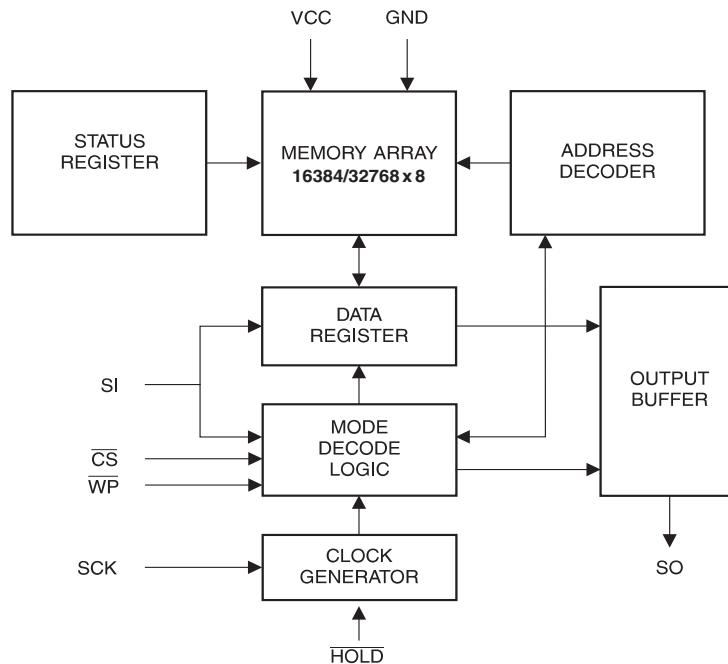 VCC
GND
STATUS
REGISTER
MEMORY ARRAY
16384/32768 x 8
ADDRESS
DECODER
DATA
REGISTER
OUTPUT
BUFFER
SI
MODE
DECODE
LOGIC
CS
WP
SCK
CLOCK
GENERATOR
SO
HOLD